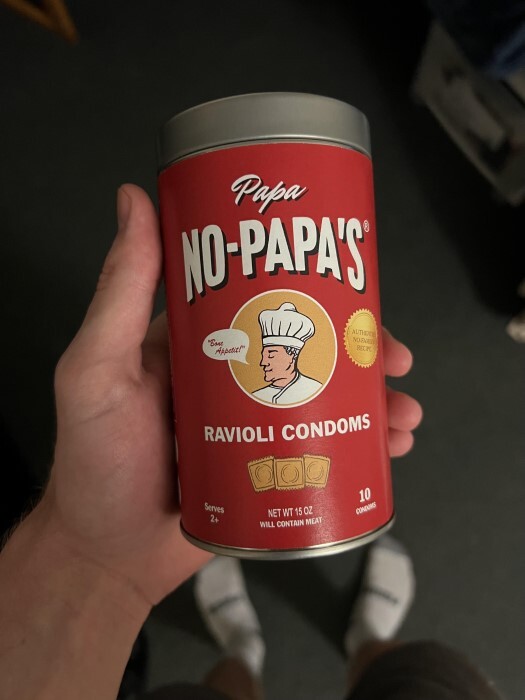 Papa
NO-PAPA'S®
"Bone
Appetit!"
AUTHENTIC
NO-PAPA'S
RECIPE
RAVIOLI CONDOMS
Serves
2+
NET WT 15 OZ
WILL CONTAIN MEAT
10
CONDOMS